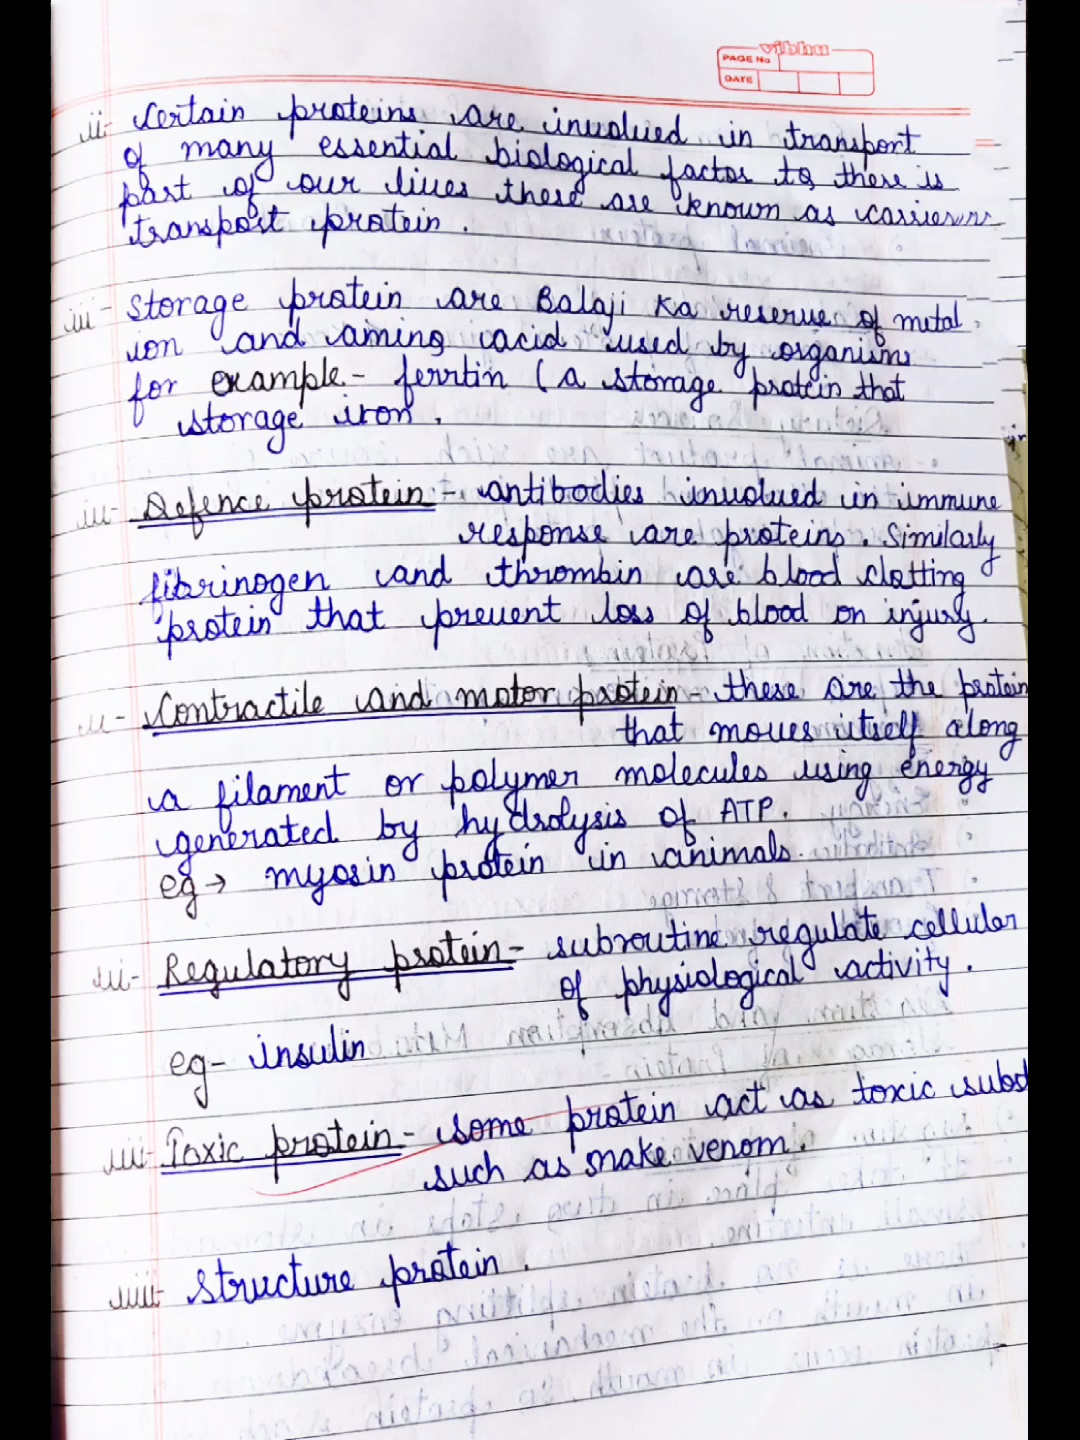 vibhu
PAGE No
DATE
ii- Certain proteins are involved in transport
of many essential biological factos to there is
part of our lives these are known as carrier
transport protein.
iii- Storage protein are Balaji Ka reserve of metal
ion and amino acid used by organism
for example- ferrtin (a storage protein that
storage iron.
iv- Defence protein - antibodies involved in immune
response are proteins. Similarly
fibrinogen and thrombin are blood clotting
protein that prevent loss of blood on injury.
v- Contractile and motor protein - these are the protein
that moves itself along
a filament or polymer molecules using energy
generated by hydrolysis of ATP.
eg → myosin protein in animals.
vi- Regulatory protein- subroutine regulate cellular
of physiological activity.
eg- insulin
vii- Toxic protein- some protein act as toxic
such as snake venom.
viii- Structure protein.